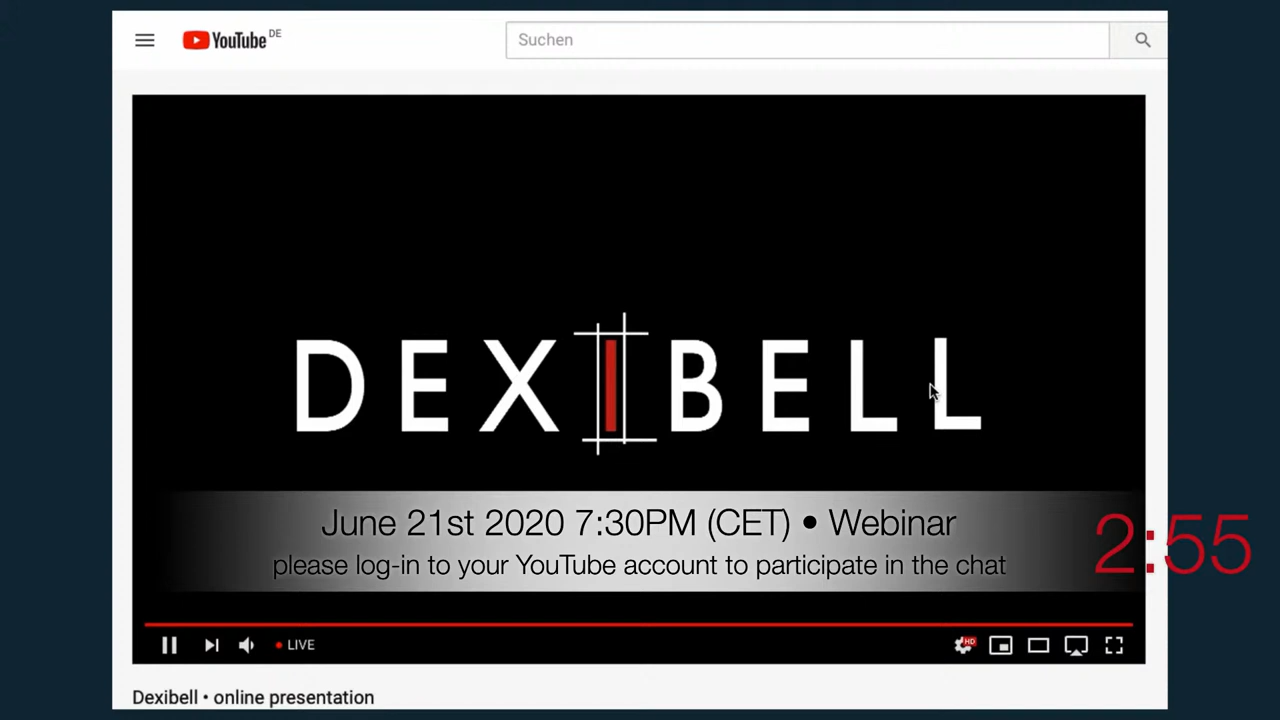 YouTube DE
Suchen
DEXIBELL
June 21st 2020 7:30PM (CET) • Webinar
please log-in to your YouTube account to participate in the chat
2:55
LIVE
HD
Dexibell • online presentation